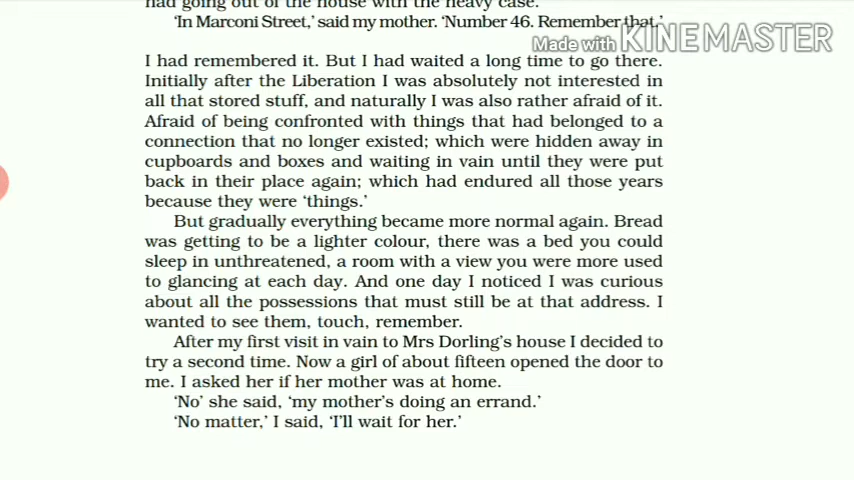 had going out of the house with the heavy case.
'In Marconi Street,' said my mother. 'Number 46. Remember that.'
Made with KINEMASTER
I had remembered it. But I had waited a long time to go there.
Initially after the Liberation I was absolutely not interested in
all that stored stuff, and naturally I was also rather afraid of it.
Afraid of being confronted with things that had belonged to a
connection that no longer existed; which were hidden away in
cupboards and boxes and waiting in vain until they were put
back in their place again; which had endured all those years
because they were 'things.'
But gradually everything became more normal again. Bread
was getting to be a lighter colour, there was a bed you could
sleep in unthreatened, a room with a view you were more used
to glancing at each day. And one day I noticed I was curious
about all the possessions that must still be at that address. I
wanted to see them, touch, remember.
After my first visit in vain to Mrs Dorling's house I decided to
try a second time. Now a girl of about fifteen opened the door to
me. I asked her if her mother was at home.
'No' she said, 'my mother's doing an errand.'
'No matter,' I said, 'I'll wait for her.'